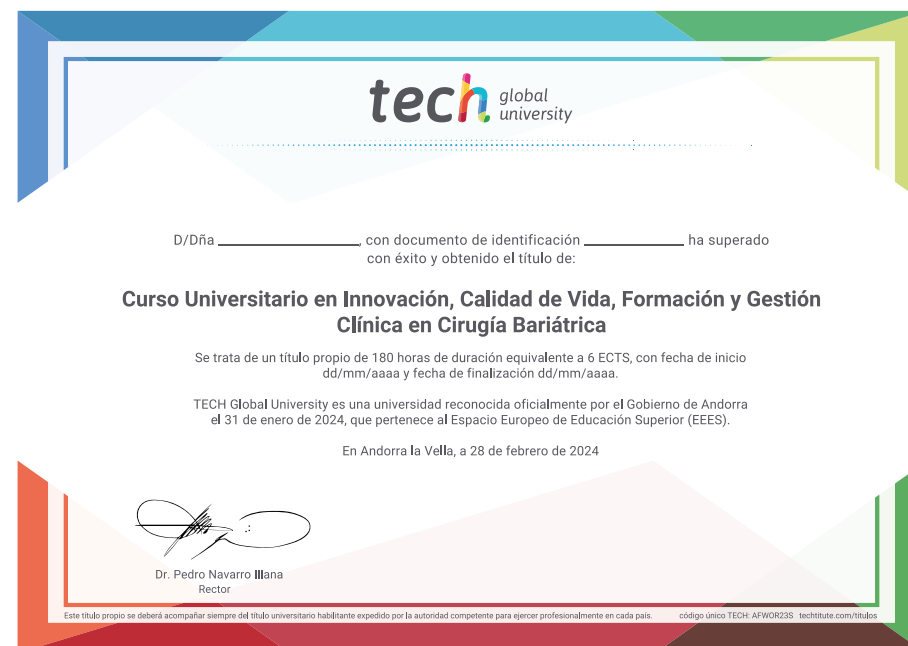 tech global university
D/Dña ____________________, con documento de identificación ______________ ha superado
con éxito y obtenido el título de:
Curso Universitario en Innovación, Calidad de Vida, Formación y Gestión
Clínica en Cirugía Bariátrica
Se trata de un título propio de 180 horas de duración equivalente a 6 ECTS, con fecha de inicio
dd/mm/aaaa y fecha de finalización dd/mm/aaaa.
TECH Global University es una universidad reconocida oficialmente por el Gobierno de Andorra
el 31 de enero de 2024, que pertenece al Espacio Europeo de Educación Superior (EEES).
En Andorra la Vella, a 28 de febrero de 2024
Dr. Pedro Navarro Illana
Rector
Este título propio se deberá acompañar siempre del título universitario habilitante expedido por la autoridad competente para ejercer profesionalmente en cada país. código único TECH: AFWOR23S techtitute.com/títulos